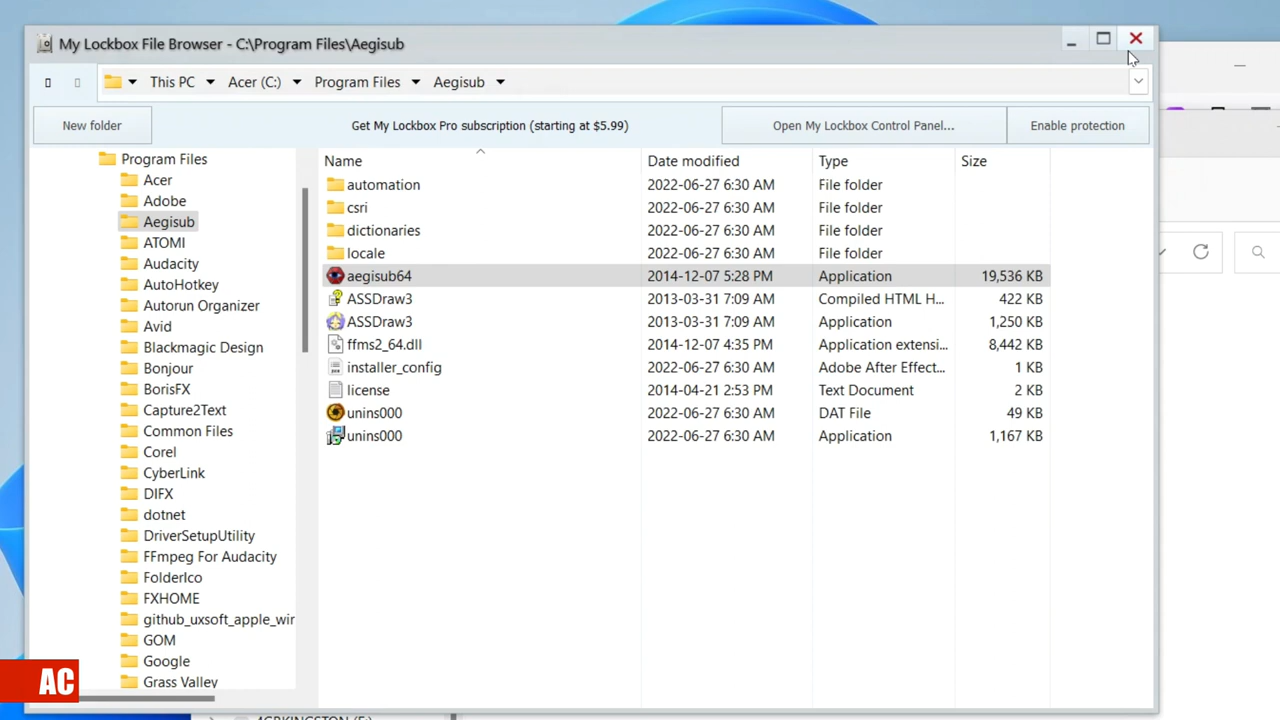 My Lockbox File Browser - C:\Program Files\Aegisub
This PC Acer (C:) Program Files Aegisub
New folder Get My Lockbox Pro subscription (starting at $5.99) Open My Lockbox Control Panel... Enable protection
Program Files
Acer
Adobe
Aegisub
ATOMI
Audacity
AutoHotkey
Autorun Organizer
Avid
Blackmagic Design
Bonjour
BorisFX
Capture2Text
Common Files
Corel
CyberLink
DIFX
dotnet
DriverSetupUtility
FFmpeg For Audacity
FolderIco
FXHOME
github_uxsoft_apple_wir
GOM
Google
Grass Valley
Name Date modified Type Size
automation 2022-06-27 6:30 AM File folder
csri 2022-06-27 6:30 AM File folder
dictionaries 2022-06-27 6:30 AM File folder
locale 2022-06-27 6:30 AM File folder
aegisub64 2014-12-07 5:28 PM Application 19,536 KB
ASSDraw3 2013-03-31 7:09 AM Compiled HTML H... 422 KB
ASSDraw3 2013-03-31 7:09 AM Application 1,250 KB
ffms2_64.dll 2014-12-07 4:35 PM Application extensi... 8,442 KB
installer_config 2022-06-27 6:30 AM Adobe After Effect... 1 KB
license 2014-04-21 2:53 PM Text Document 2 KB
unins000 2022-06-27 6:30 AM DAT File 49 KB
unins000 2022-06-27 6:30 AM Application 1,167 KB
AC